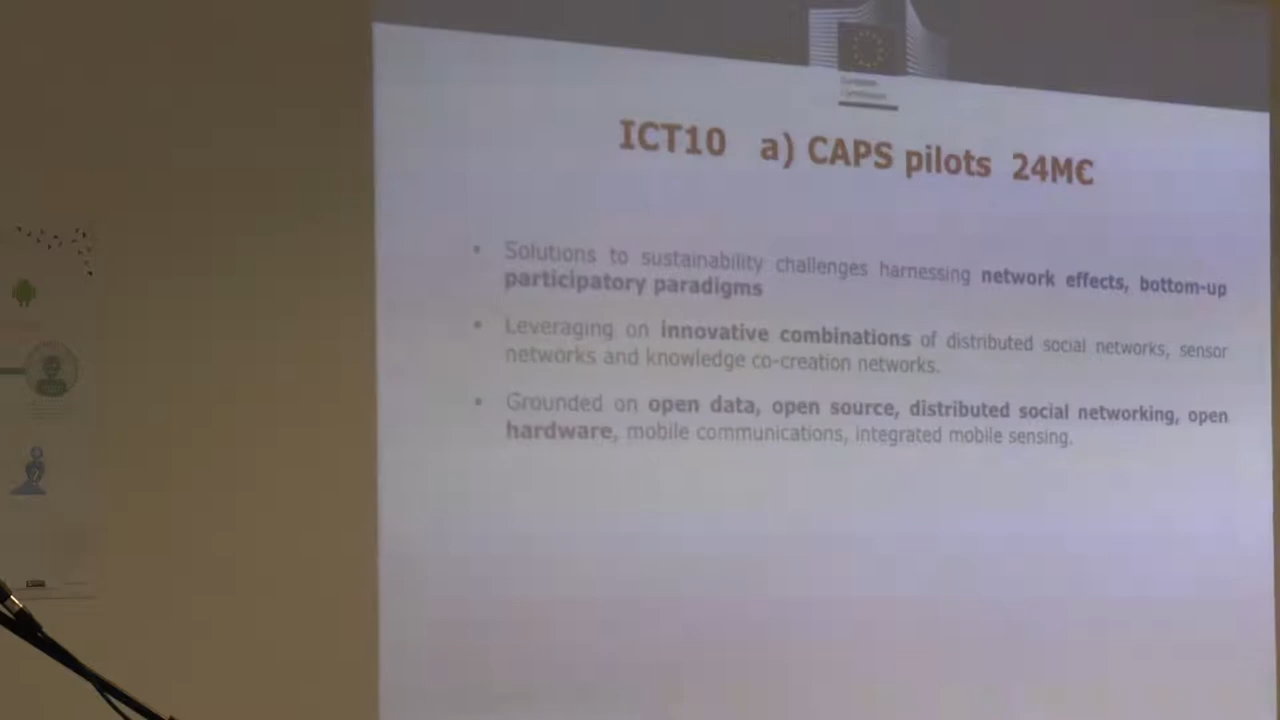 European
Commission
ICT10 a) CAPS pilots 24M€
• Solutions to sustainability challenges harnessing network effects, bottom-up
participatory paradigms
• Leveraging on innovative combinations of distributed social networks, sensor
networks and knowledge co-creation networks.
• Grounded on open data, open source, distributed social networking, open
hardware, mobile communications, integrated mobile sensing.